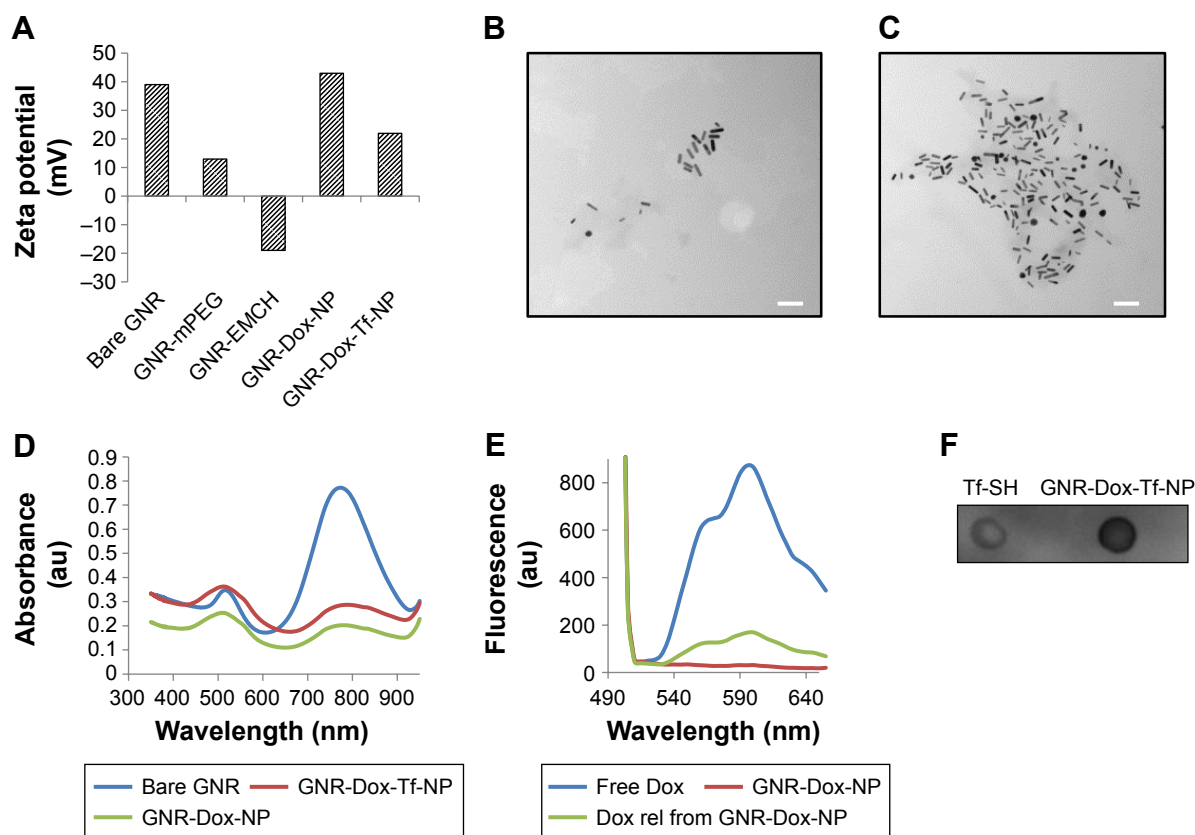 A
Zeta potential
(mV)
50
40
30
20
10
0
–10
–20
–30
Bare GNR
GNR-mPEG
GNR-EMCH
GNR-Dox-NP
GNR-Dox-Tf-NP
B
C
D
Absorbance
(au)
0.9
0.8
0.7
0.6
0.5
0.4
0.3
0.2
0.1
0
300 400 500 600 700 800 900
Wavelength (nm)
Bare GNR GNR-Dox-Tf-NP
GNR-Dox-NP
E
Fluorescence
(au)
800
600
400
200
0
490 540 590 640
Wavelength (nm)
Free Dox GNR-Dox-NP
Dox rel from GNR-Dox-NP
F
Tf-SH GNR-Dox-Tf-NP